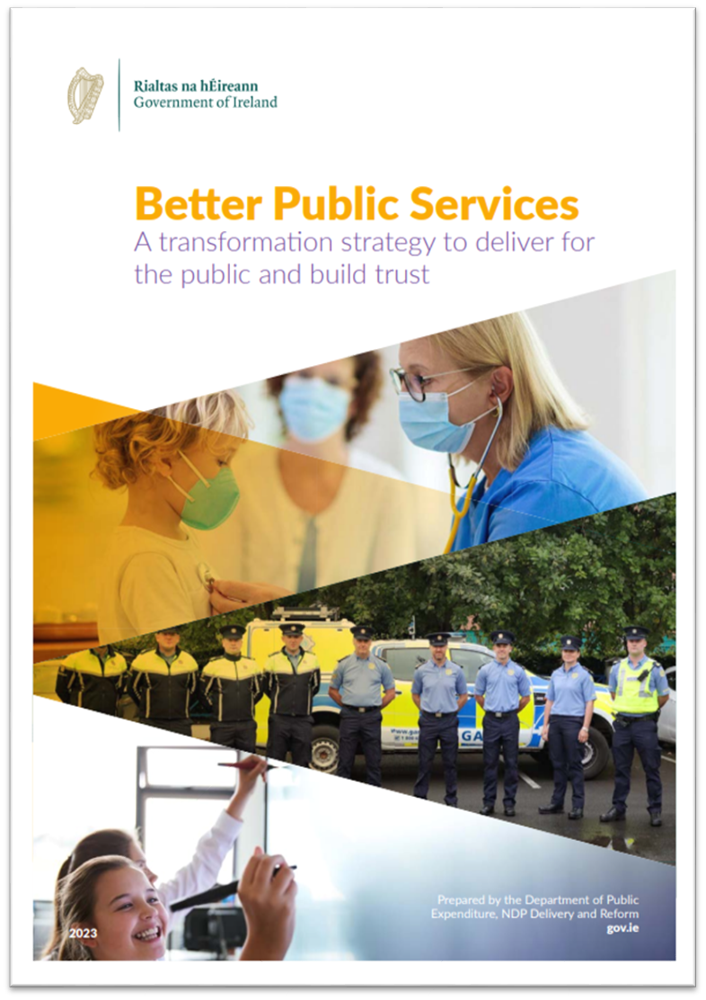 Rialtas na hÉireann
Government of Ireland
Better Public Services
A transformation strategy to deliver for
the public and build trust
GA
2023
Prepared by the Department of Public
Expenditure, NDP Delivery and Reform
gov.ie